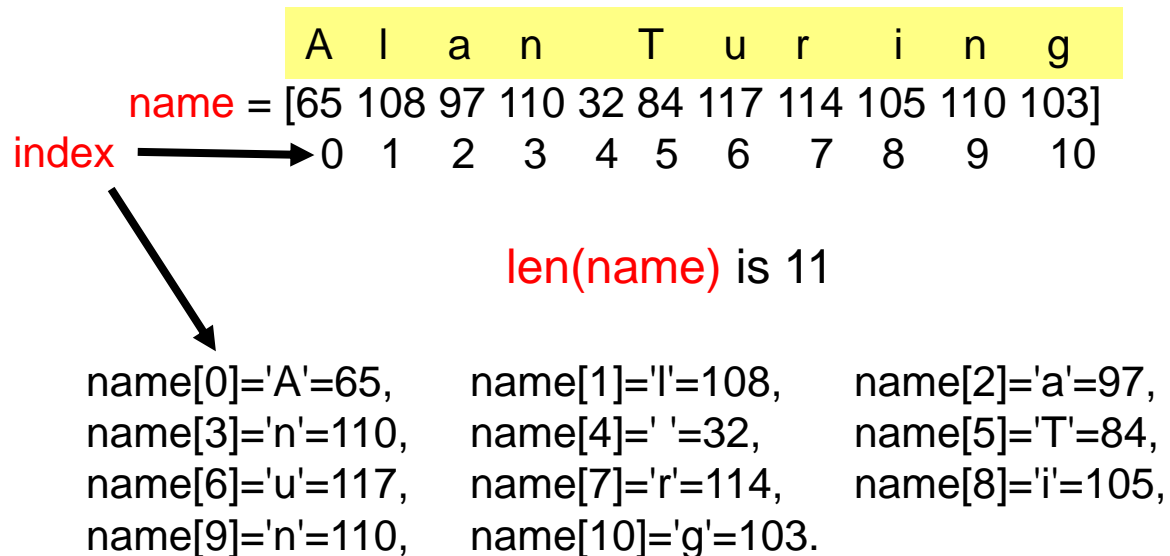 A l a n T u r i n g
name = [65 108 97 110 32 84 117 114 105 110 103]
index 0 1 2 3 4 5 6 7 8 9 10
len(name) is 11
name[0]='A'=65, name[1]='l'=108, name[2]='a'=97,
name[3]='n'=110, name[4]=' '=32, name[5]='T'=84,
name[6]='u'=117, name[7]='r'=114, name[8]='i'=105,
name[9]='n'=110, name[10]='g'=103.